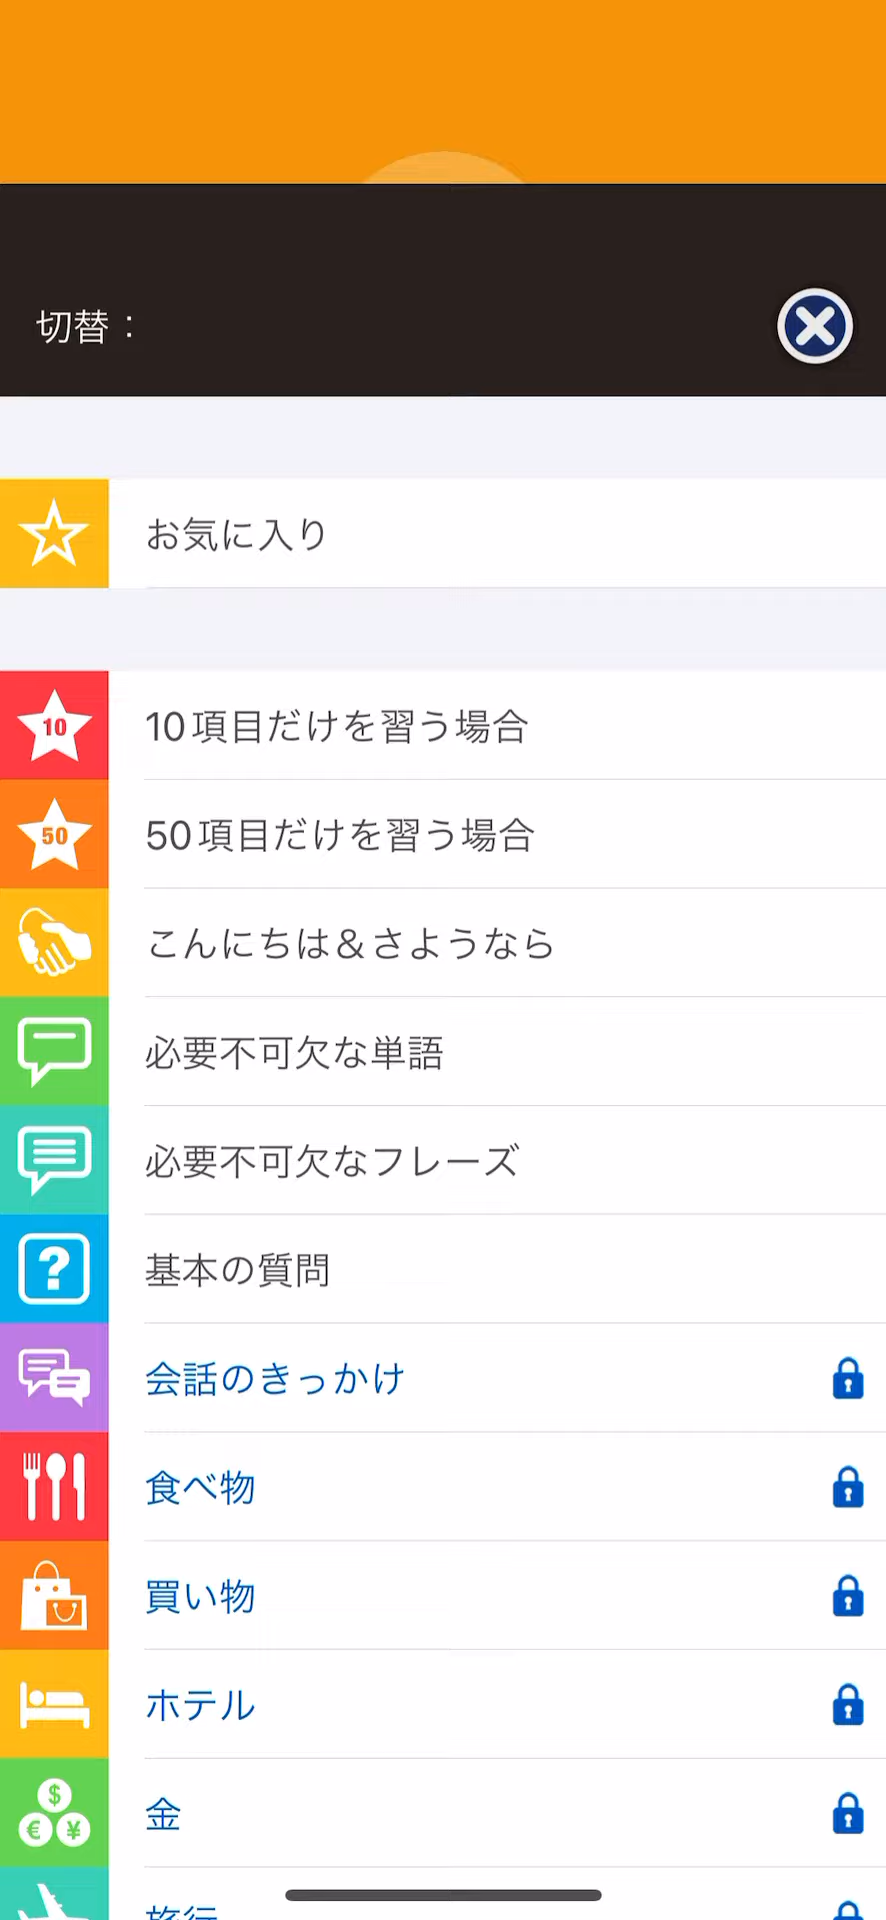 切替：
お気に入り
10
10項目だけを習う場合
50
50項目だけを習う場合
こんにちは＆さようなら
必要不可欠な単語
必要不可欠なフレーズ
?
基本の質問
会話のきっかけ
食べ物
買い物
ホテル
$
€ ¥
金
旅行